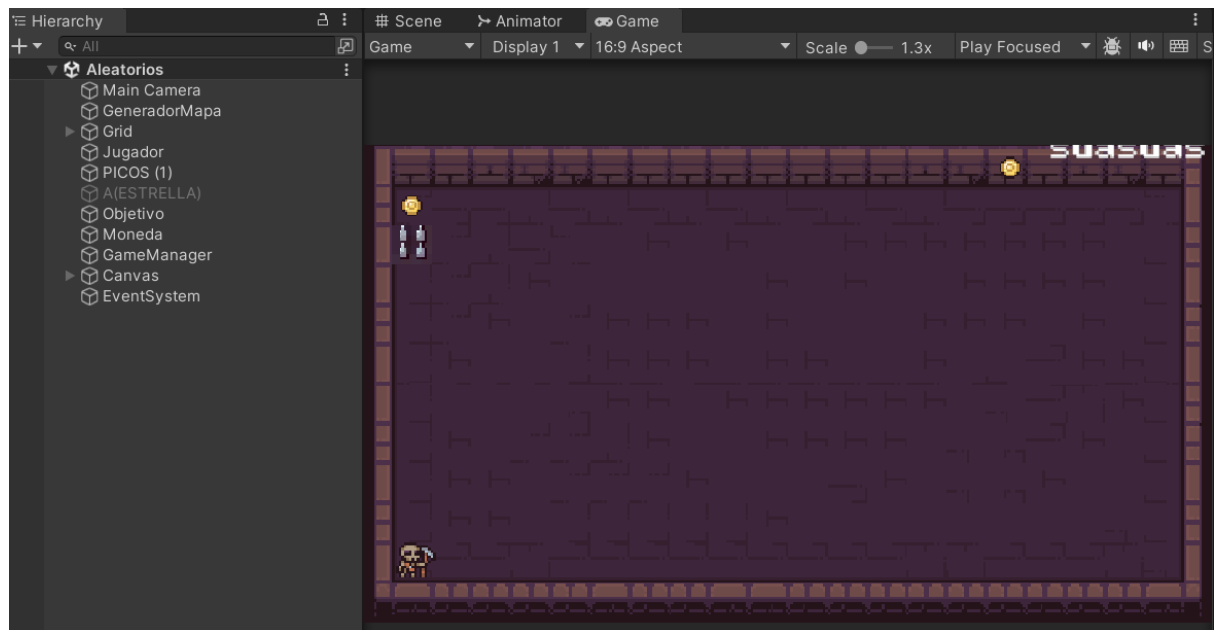 Hierarchy
All
Aleatorios
Main Camera
GeneradorMapa
Grid
Jugador
PICOS (1)
A(ESTRELLA)
Objetivo
Moneda
GameManager
Canvas
EventSystem
Scene Animator Game
Game Display 1 16:9 Aspect Scale 1.3x Play Focused S
suasuas